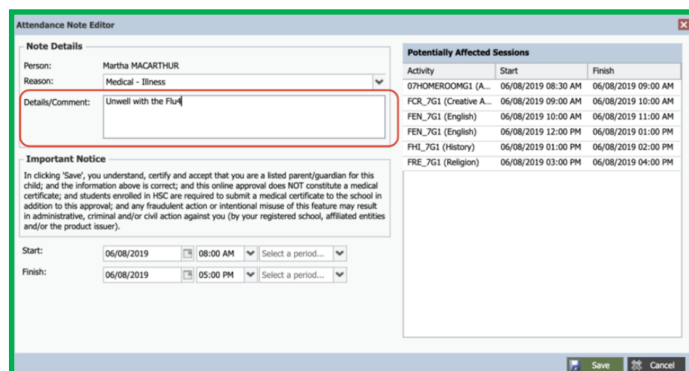 Attendance Note Editor
Note Details
Person: Martha MACARTHUR
Reason: Medical - Illness
Details/Comment: Unwell with the Flu4
Important Notice
In clicking 'Save', you understand, certify and accept that you are a listed parent/guardian for this
child; and the information above is correct; and this online approval does NOT constitute a medical
certificate; and students enrolled in HSC are required to submit a medical certificate to the school in
addition to this approval; and any fraudulent action or intentional misuse of this feature may result
in administrative, criminal and/or civil action against you (by your registered school, affiliated entities
and/or the product issuer).
Start: 06/08/2019 08:00 AM Select a period...
Finish: 06/08/2019 05:00 PM Select a period...
Potentially Affected Sessions
Activity Start Finish
07HOMEROOMG1 (A... 06/08/2019 08:30 AM 06/08/2019 09:00 AM
FCR_7G1 (Creative A... 06/08/2019 09:00 AM 06/08/2019 10:00 AM
FEN_7G1 (English) 06/08/2019 10:00 AM 06/08/2019 11:00 AM
FEN_7G1 (English) 06/08/2019 12:00 PM 06/08/2019 01:00 PM
FHI_7G1 (History) 06/08/2019 01:00 PM 06/08/2019 02:00 PM
FRE_7G1 (Religion) 06/08/2019 03:00 PM 06/08/2019 04:00 PM
Save Cancel